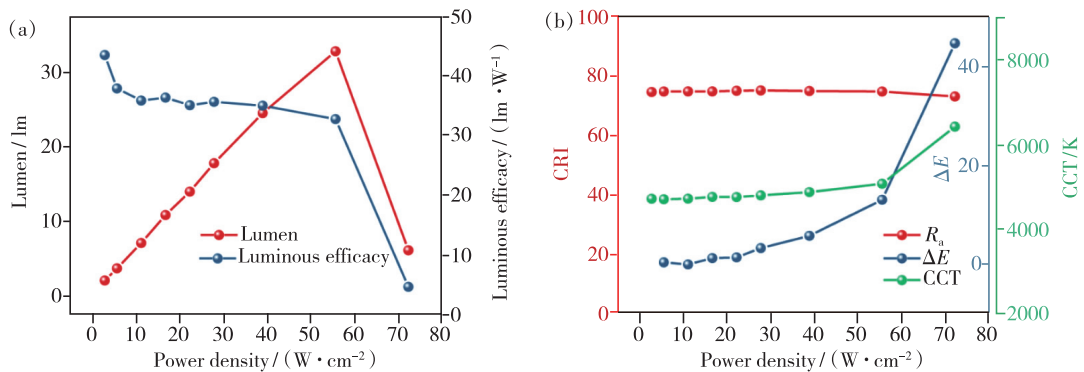 (a)
Lumen / lm
30
20
10
0
0 10 20 30 40 50 60 70 80
Power density / (W·cm⁻²)
Lumen
Luminous efficacy
-50
-40
-30
-20
-10
-0
Luminous efficacy / (lm·W⁻¹)
(b)
CRI
100
80
60
40
20
0
0 10 20 30 40 50 60 70 80
Power density / (W·cm⁻²)
Rₐ
ΔE
CCT
40
20
0
ΔE
8000
6000
4000
2000
CCT/K